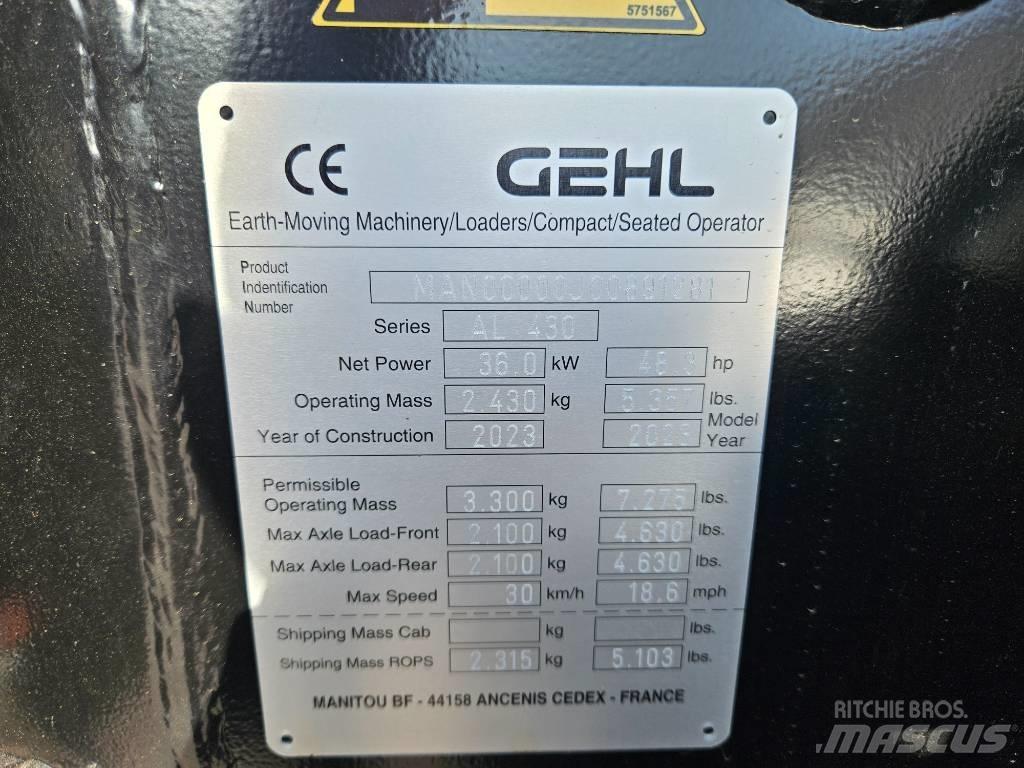 5751567
CE GEHL
Earth-Moving Machinery/Loaders/Compact/Seated Operator
Product
Indentification
Number
Series AL 430
Net Power 36.0 kW 48.3 hp
Operating Mass 2.430 kg 5.357 lbs.
Year of Construction 2023 Model
Year
Permissible
Operating Mass 3.300 kg 7.275 lbs.
Max Axle Load-Front 2.100 kg 4.630 lbs.
Max Axle Load-Rear 2.100 kg 4.630 lbs.
Max Speed 30 km/h 18.6 mph
Shipping Mass Cab kg lbs.
Shipping Mass ROPS 2.315 kg 5.103 lbs.
MANITOU BF - 44158 ANCENIS CEDEX - FRANCE
RITCHIE BROS.
MASCUS